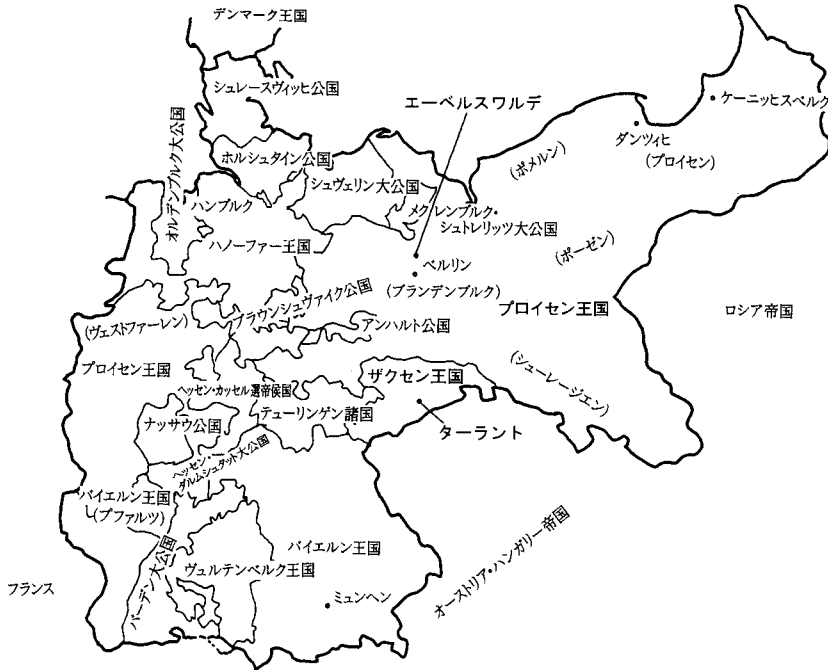 デンマーク王国
シュレースヴィッヒ公国
エーベルスワルデ
・ケーニッヒスベルク
ダンツィヒ
(プロイセン)
(ポメルン)
オルデンブルク大公国
ホルシュタイン公国
シュヴェリン大公国
ハンブルク
メクレンブルク・
シュトレリッツ大公国
ハノーファー王国
(ポーゼン)
ベルリン
(ブランデンブルク)
ブラウンシュヴァイク公国
プロイセン王国
ロシア帝国
(ヴェストファーレン)
アンハルト公国
プロイセン王国
ザクセン王国
(シューレージェン)
ヘッセン・カッセル選帝侯国
ナッサウ公国
テューリンゲン諸国
ターラント
ヘッセン・
ダルムシュタット大公国
バイエルン王国
(プファルツ)
バイエルン王国
オーストリア・ハンガリー帝国
バーデン大公国
ヴュルテンベルク王国
フランス
ミュンヘン